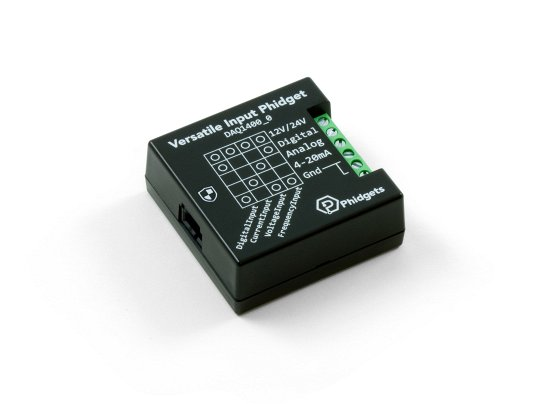 Versatile Input Phidget
DAQ1400_0
12V/24V
Digital
Analog
4-20mA
Gnd
DigitalInput
CurrentInput
VoltageInput
FrequencyInput
Phidgets